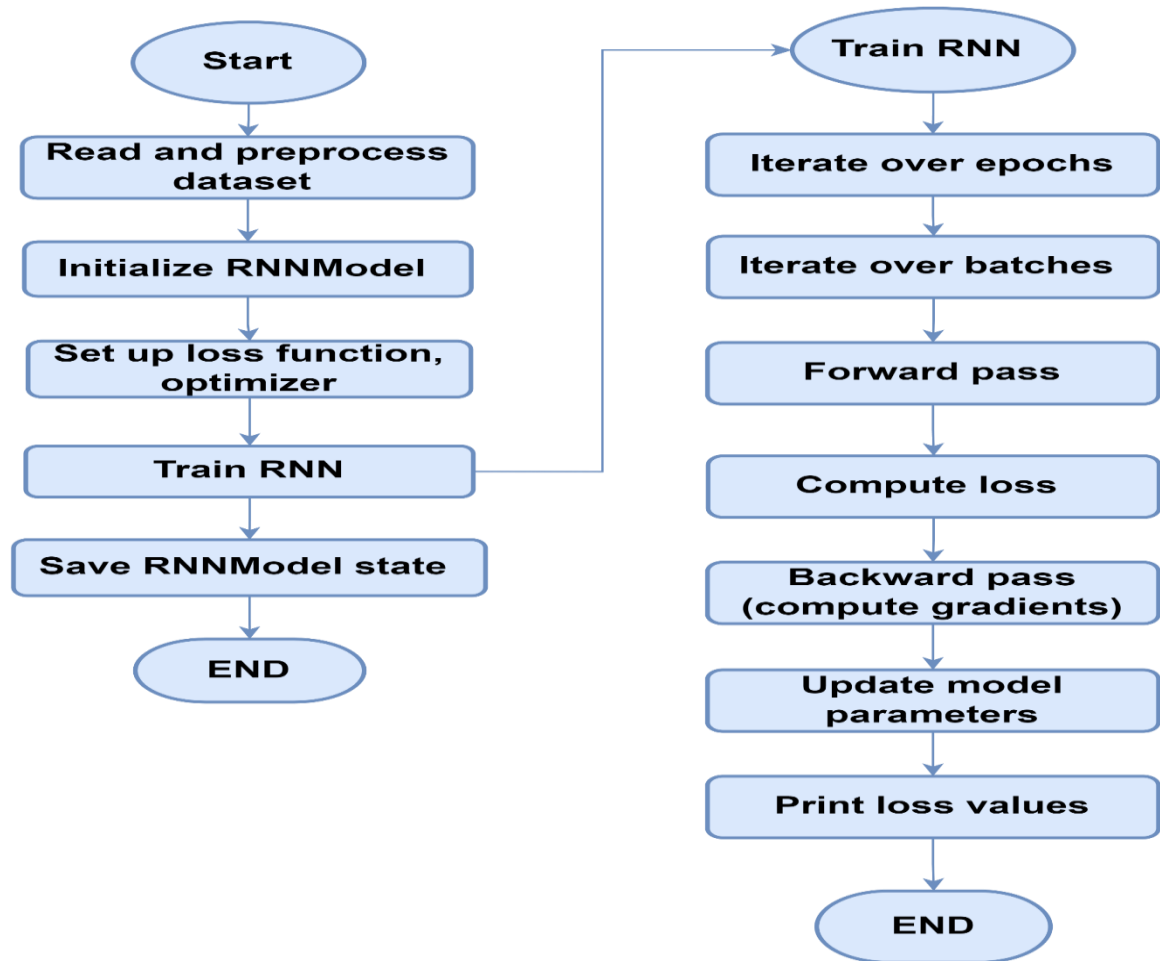 Start
Read and preprocess
dataset
Initialize RNNModel
Set up loss function,
optimizer
Train RNN
Save RNNModel state
END
Train RNN
Iterate over epochs
Iterate over batches
Forward pass
Compute loss
Backward pass
(compute gradients)
Update model
parameters
Print loss values
END